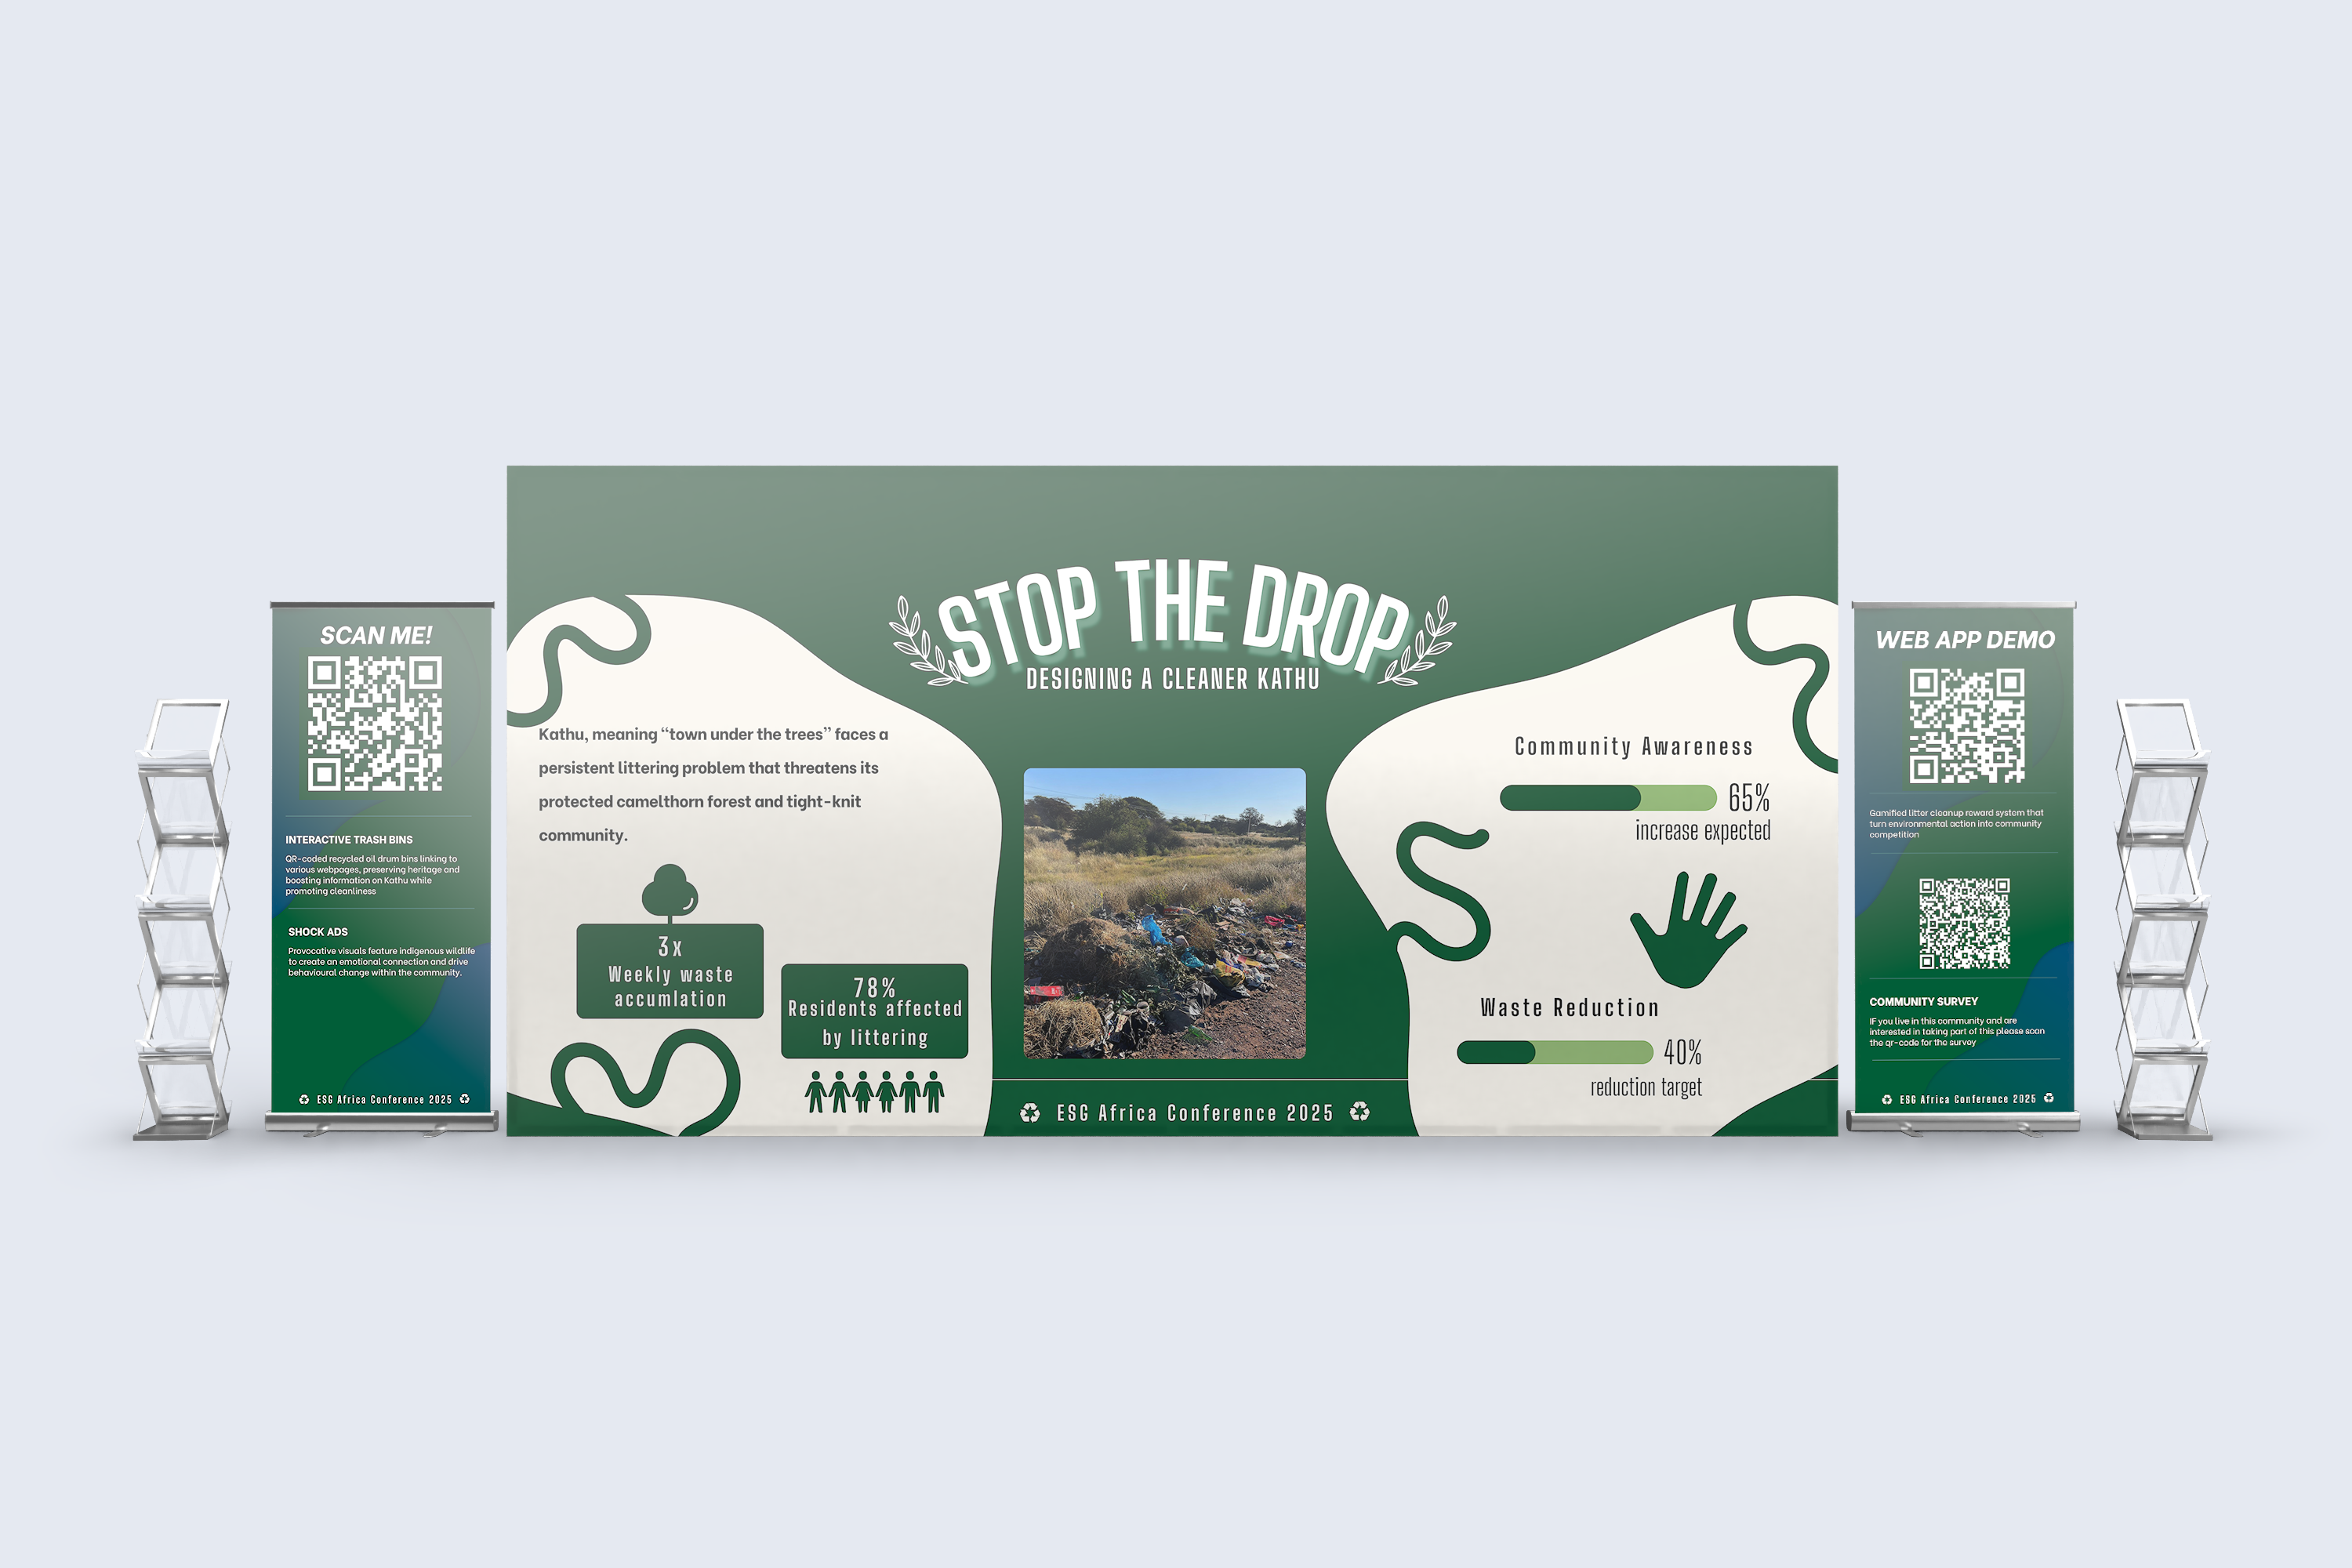 SCAN ME!
INTERACTIVE TRASH BINS
QR-coded recycled oil drum bins linking to
various webpages, preserving heritage and
boosting information on Kathu while
promoting cleanliness
SHOCK ADS
Provocative visuals feature indigenous wildlife
to create an emotional connection and drive
behavioural change within the community.
ESG Africa Conference 2025
STOP THE DROP
DESIGNING A CLEANER KATHU
Kathu, meaning “town under the trees” faces a
persistent littering problem that threatens its
protected camelthorn forest and tight-knit
community.
3x
Weekly waste
accumlation
78%
Residents affected
by littering
ESG Africa Conference 2025
Community Awareness
65%
increase expected
Waste Reduction
40%
reduction target
WEB APP DEMO
Gamified litter cleanup reward system that
turn environmental action into community
competition
COMMUNITY SURVEY
IF you live in this community and are
interested in taking part of this please scan
the qr-code for the survey
ESG Africa Conference 2025